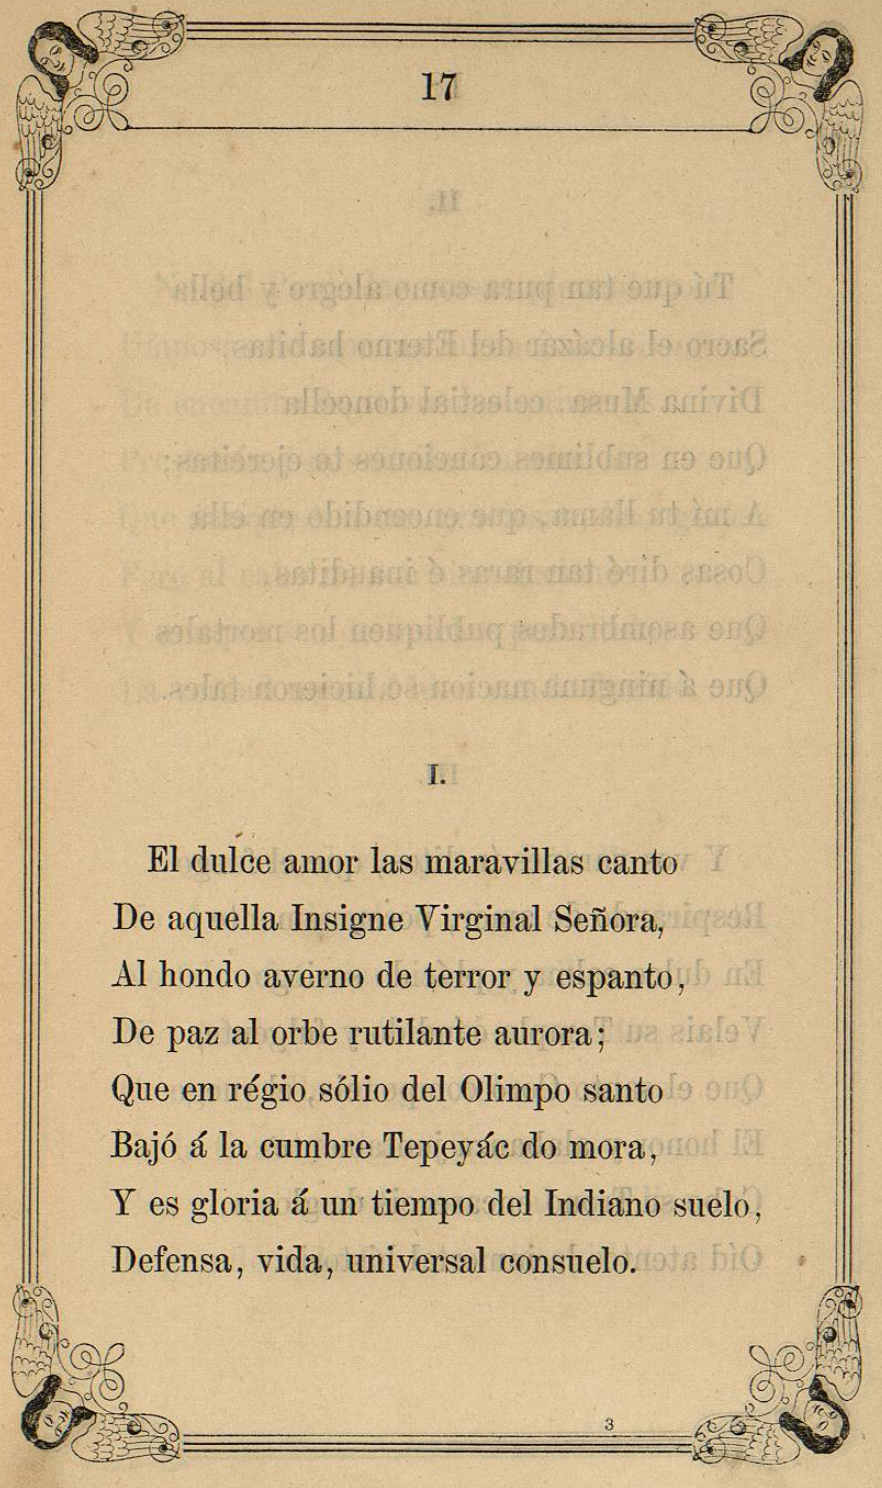 17
I.
El dulce amor las maravillas canto
De aquella Insigne Virginal Señora,
Al hondo averno de terror y espanto,
De paz al orbe rutilante aurora;
Que en régio sólio del Olimpo santo
Bajó á la cumbre Tepeyác do mora,
Y es gloria á un tiempo del Indiano suelo,
Defensa, vida, universal consuelo.
3